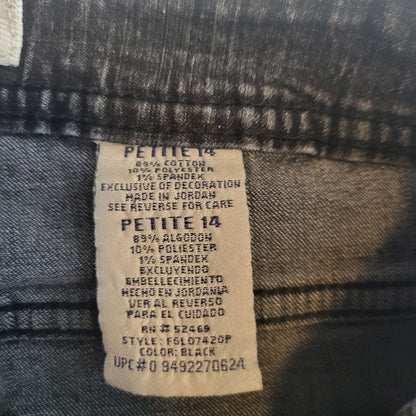 PETITE 14
89% COTTON
10% POLYESTER
1% SPANDEX
EXCLUSIVE OF DECORATION
MADE IN JORDAN
SEE REVERSE FOR CARE
PETITE 14
89% ALGODON
10% POLIESTER
1% SPANDEX
EXCLUYENDO
EMBELLECIMIENTO
HECHO EN JORDANIA
VER AL REVERSO
PARA EL CUIDADO
RN# 52469
STYLE: FGL07420P
COLOR: BLACK
UPC#0 9492270624